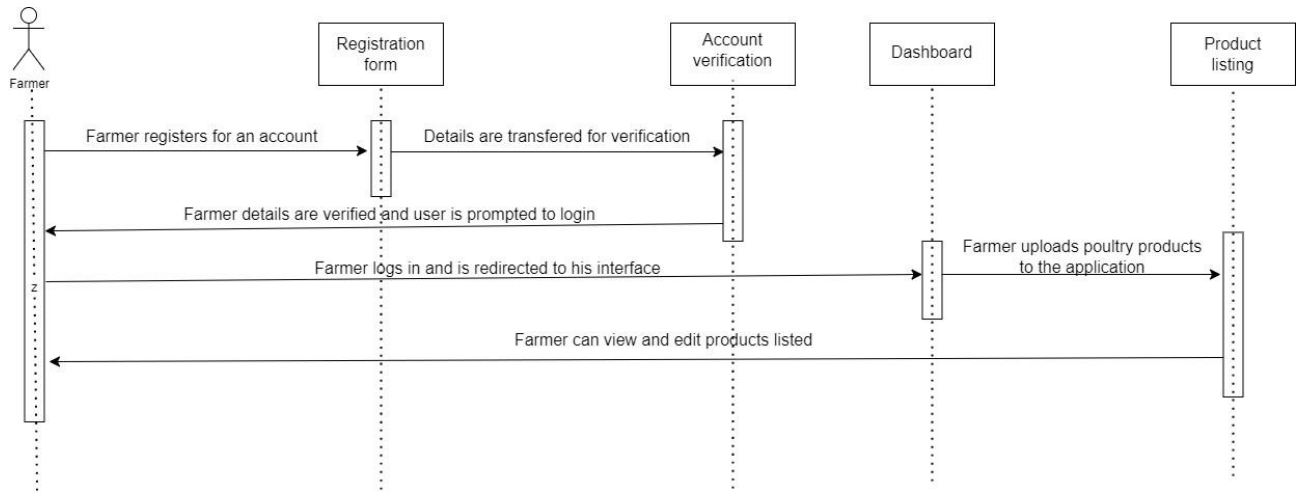 Farmer
Registration
form
Account
verification
Dashboard
Product
listing
Farmer registers for an account
Details are transfered for verification
Farmer details are verified and user is prompted to login
Farmer logs in and is redirected to his interface
Farmer uploads poultry products
to the application
z
Farmer can view and edit products listed